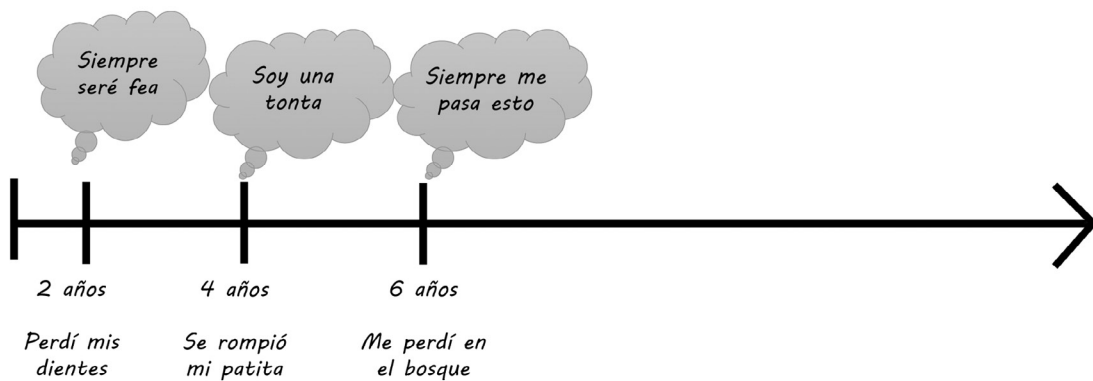 Siempre
seré fea
Soy una
tonta
Siempre me
pasa esto
2 años
4 años
6 años
Perdí mis
dientes
Se rompió
mi patita
Me perdí en
el bosque